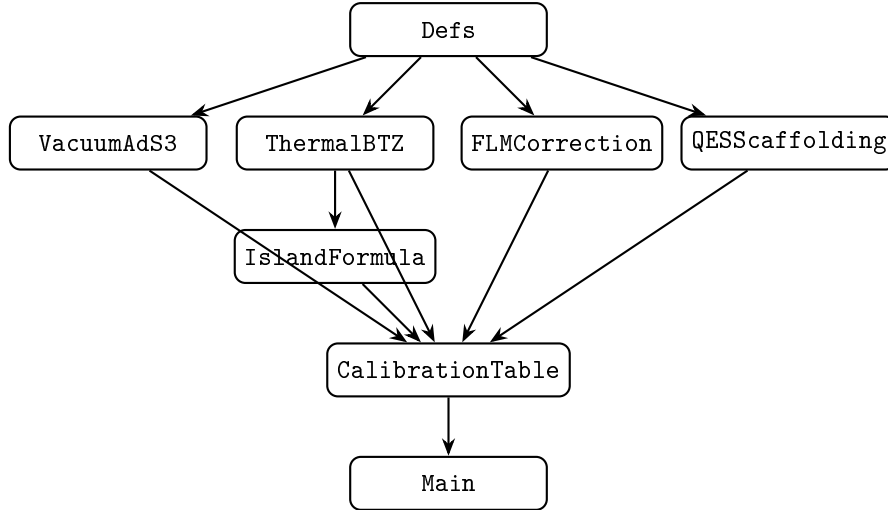 Defs
VacuumAdS3
ThermalBTZ
FLMCorrection
QESScaffolding
IslandFormula
CalibrationTable
Main